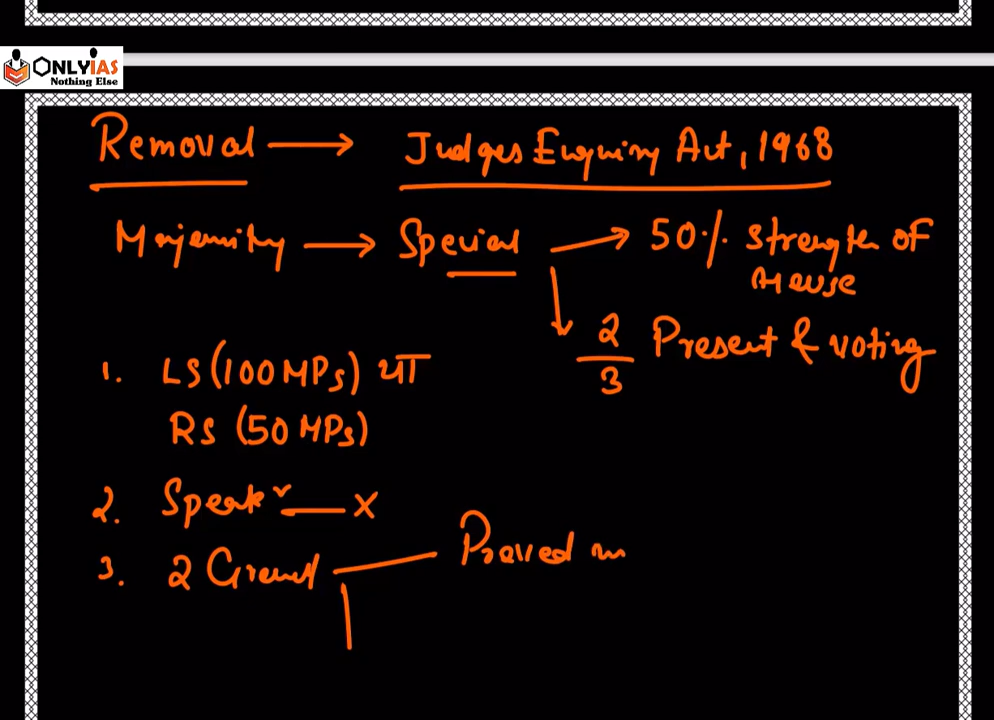 ONLYIAS
Nothing Else
Removal → Judges Enquiry Act, 1968
Majority → Special → 50% strength of House
↓ 2/3 Present & voting
1. LS (100 MPs) या
RS (50 MPs)
2. Speaker — X
3. 2 Ground — Proved m